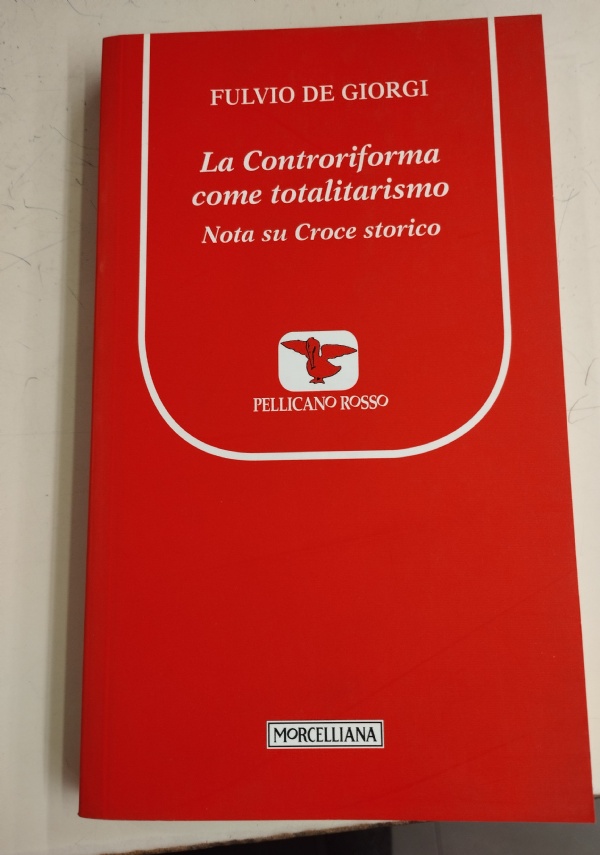 FULVIO DE GIORGI
La Controriforma
come totalitarismo
Nota su Croce storico
PELLICANO ROSSO
MORCELLIANA